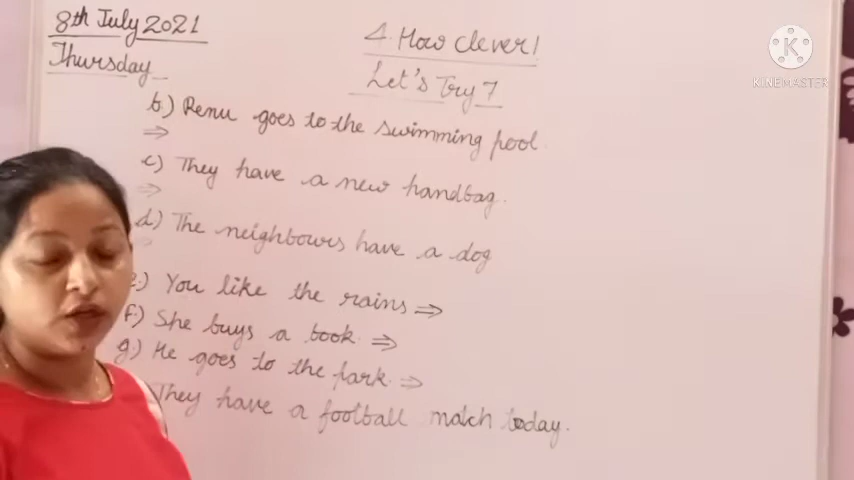 8th July 2021
Thursday
4. How Clever!
Let's Try 7
b.) Renu goes to the swimming pool.
⇒
c) They have a new handbag.
⇒
d) The neighbours have a dog
e.) You like the rains ⇒
f.) She buys a book. ⇒
g.) He goes to the park. ⇒
They have a football match today.
K
KINEMASTER